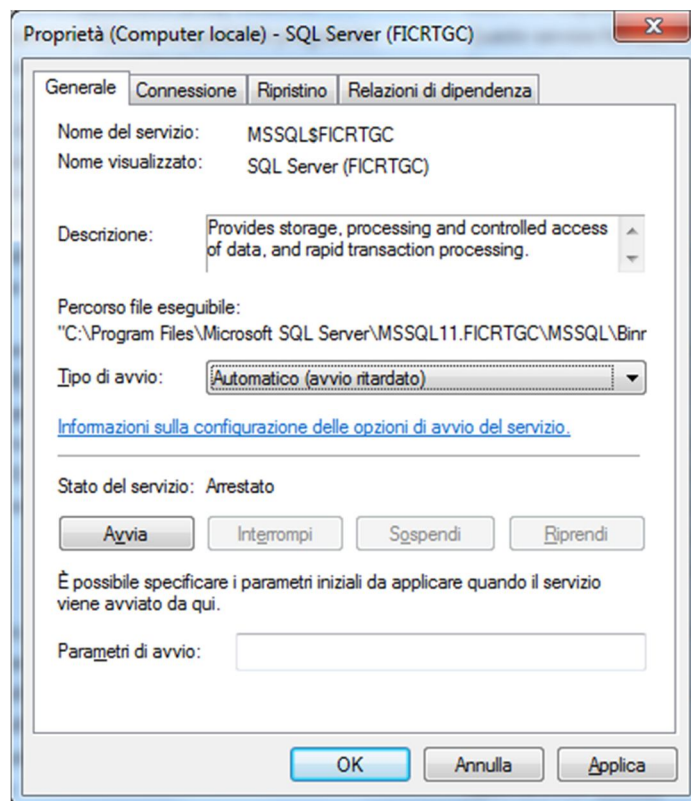 Proprietà (Computer locale) - SQL Server (FICRTGC)
Generale Connessione Ripristino Relazioni di dipendenza
Nome del servizio: MSSQL$FICRTGC
Nome visualizzato: SQL Server (FICRTGC)
Descrizione: Provides storage, processing and controlled access
of data, and rapid transaction processing.
Percorso file eseguibile:
"C:\Program Files\Microsoft SQL Server\MSSQL11.FICRTGC\MSSQL\Binr
Tipo di avvio: Automatico (avvio ritardato)
Informazioni sulla configurazione delle opzioni di avvio del servizio.
Stato del servizio: Arrestato
Avvia Interrompi Sospendi Riprendi
È possibile specificare i parametri iniziali da applicare quando il servizio
viene avviato da qui.
Parametri di avvio:
OK Annulla Applica